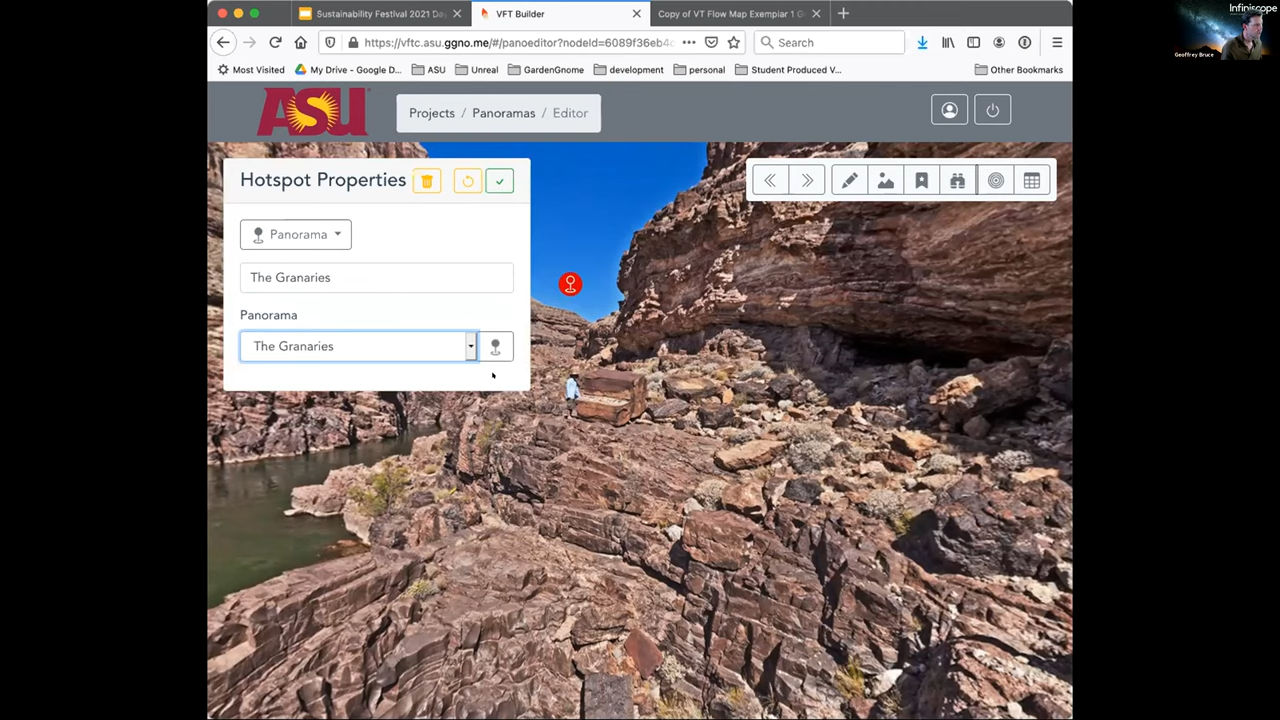 Sustainability Festival 2021 Da
VFT Builder
Copy of VT Flow Map Exemplar 1
Infiniscope
Geoffrey Bruce
https://vftc.asu.ggno.me/#/panoeditor?nodeId=6089f36eb4
Search
Most Visited
My Drive - Google D...
ASU
Unreal
GardenGnome
development
personal
Student Produced V...
Other Bookmarks
ASU
Projects / Panoramas / Editor
Hotspot Properties
Panorama
The Granaries
Panorama
The Granaries